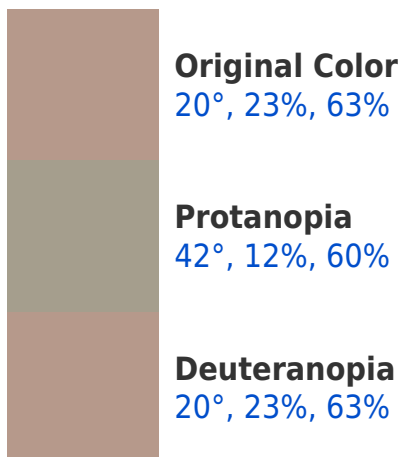 Original Color
20°, 23%, 63%
Protanopia
42°, 12%, 60%
Deuteranopia
20°, 23%, 63%